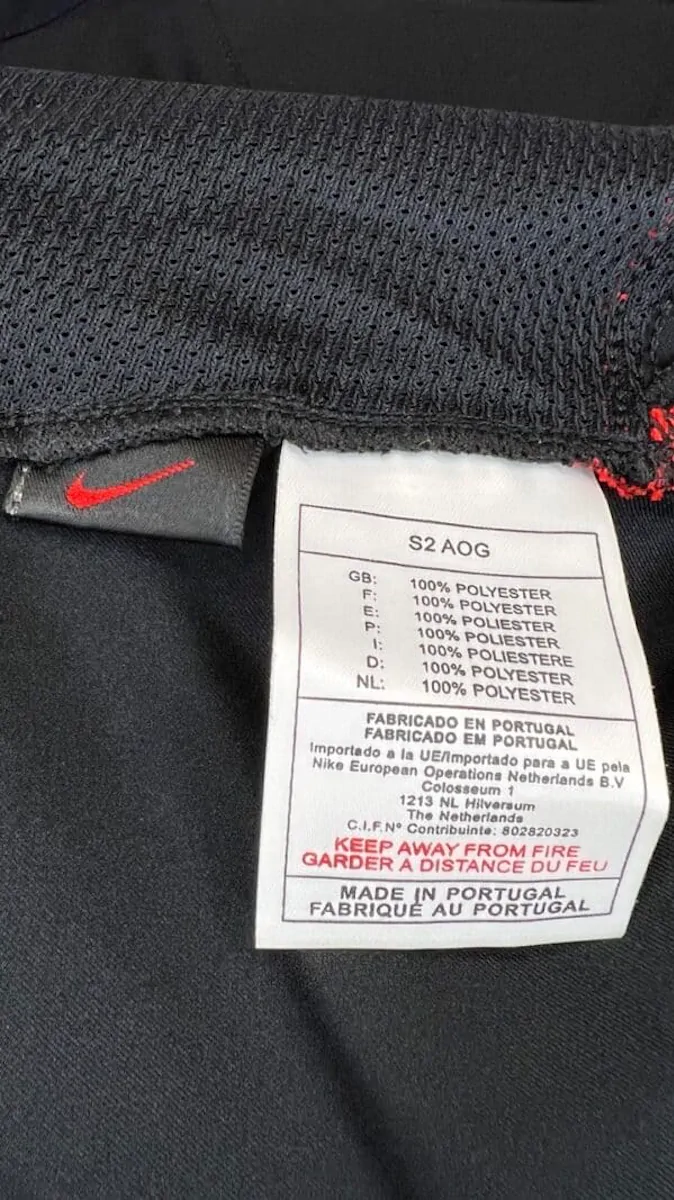 S2 AOG
GB: 100% POLYESTER
F: 100% POLYESTER
E: 100% POLIESTER
P: 100% POLIESTER
I: 100% POLIESTERE
D: 100% POLYESTER
NL: 100% POLYESTER
FABRICADO EN PORTUGAL
FABRICADO EM PORTUGAL
Importado a la UE/Importado para a UE pela
Nike European Operations Netherlands B.V
Colosseum 1
1213 NL Hilversum
The Netherlands
C.I.F.Nº Contribuinte: 802820323
KEEP AWAY FROM FIRE
GARDER A DISTANCE DU FEU
MADE IN PORTUGAL
FABRIQUÉ AU PORTUGAL